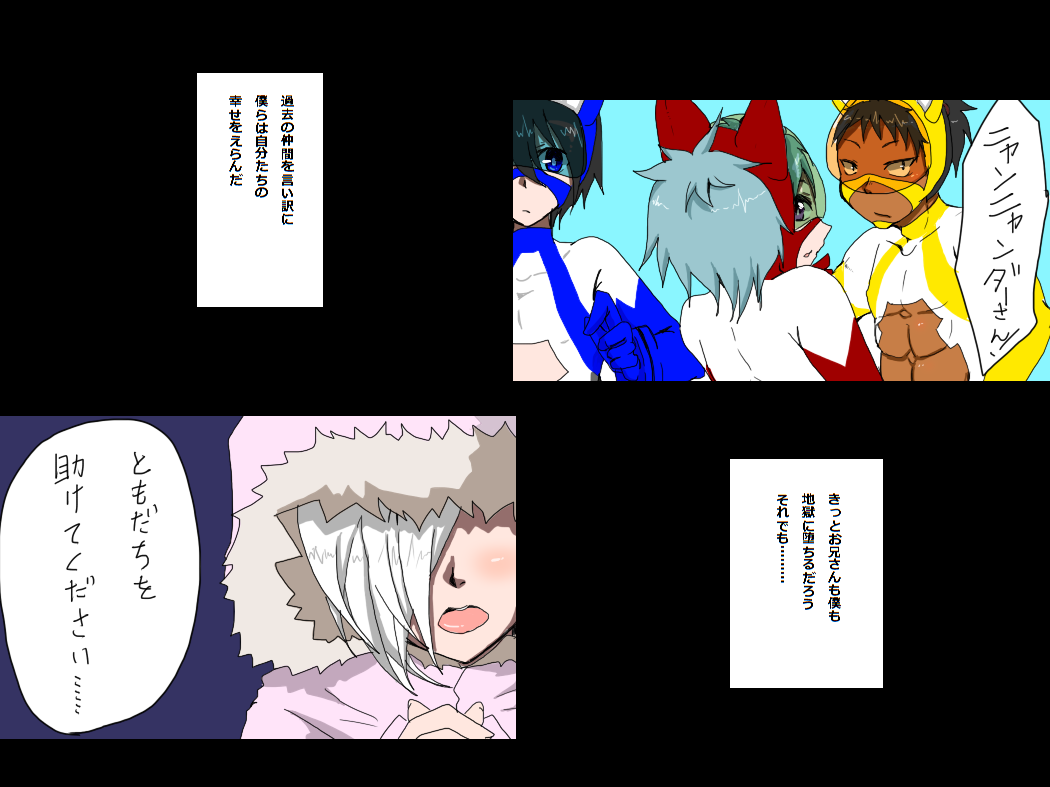 ニャンニャンダーさん!
過去の仲間を言い訳に
僕らは自分たちの
幸せをえらんだ
ともだちを
助けてください……
きっとお兄さんも僕も
地獄に堕ちるだろう
それでも………